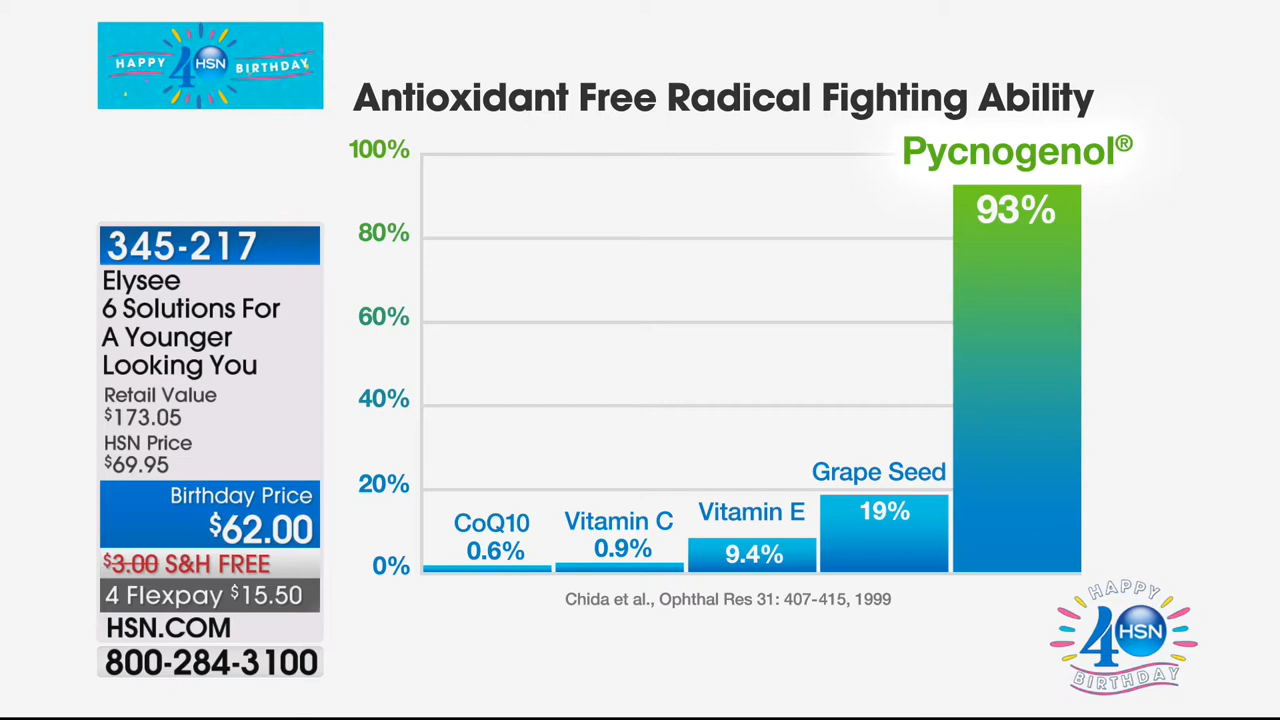 HAPPY 40 HSN BIRTHDAY
Antioxidant Free Radical Fighting Ability
100%
80%
60%
40%
20%
0%
CoQ10
0.6%
Vitamin C
0.9%
Vitamin E
9.4%
Grape Seed
19%
Pycnogenol®
93%
Chida et al., Ophthal Res 31: 407-415, 1999
345-217
Elysee
6 Solutions For
A Younger
Looking You
Retail Value
$173.05
HSN Price
$69.95
Birthday Price
$62.00
$3.00 S&H FREE
4 Flexpay $15.50
HSN.COM
800-284-3100
HAPPY
40 HSN
BIRTHDAY